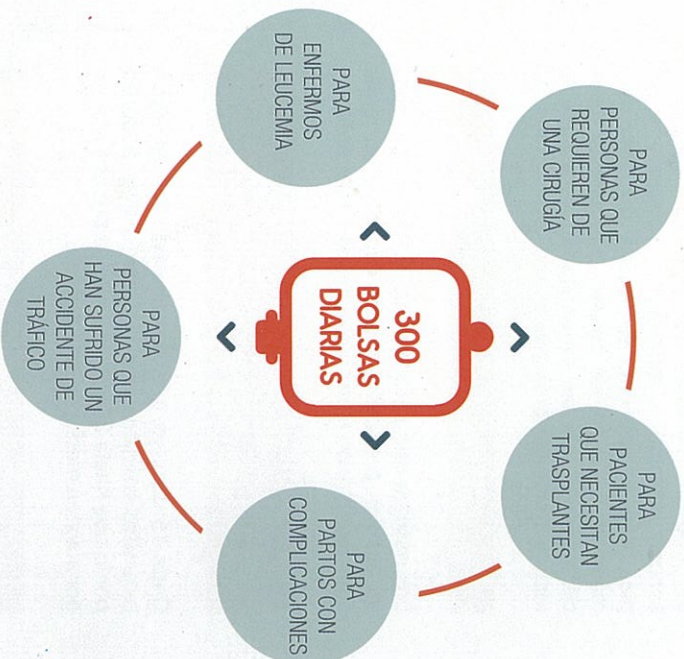 PARA
PERSONAS QUE
REQUIEREN DE
UNA CIRUGÍA
PARA
PACIENTES
QUE NECESITAN
TRASPLANTES
PARA
ENFERMOS
DE LEUCEMIA
300
BOLSAS
DIARIAS
PARA
PARTOS CON
COMPLICACIONES
PARA
PERSONAS QUE
HAN SUFRIDO UN
ACCIDENTE DE
TRÁFICO